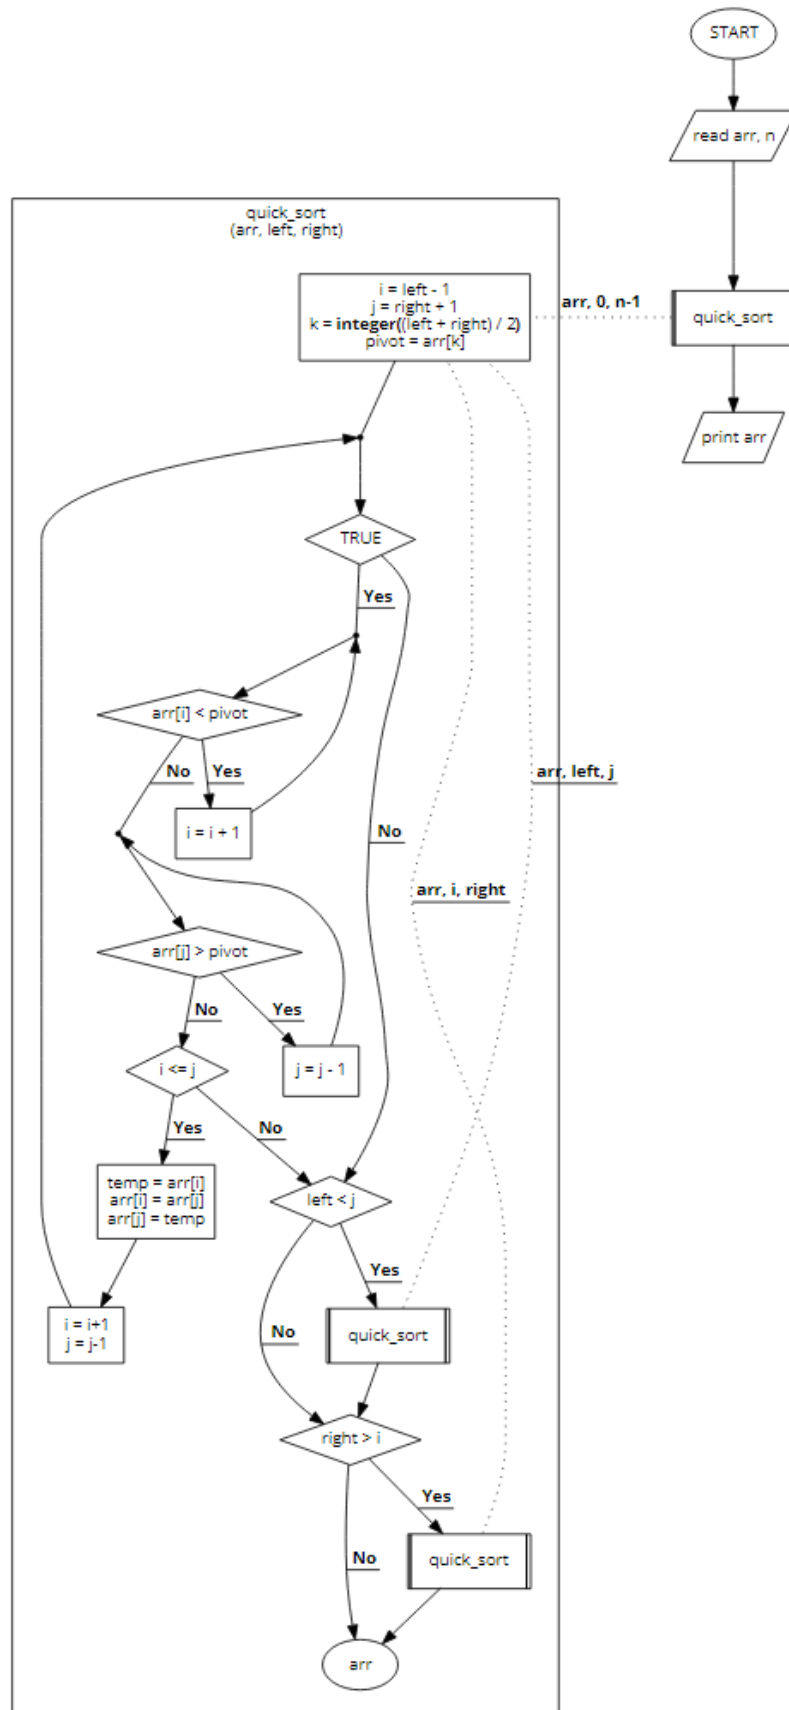 START
read arr, n
quick_sort
(arr, left, right)
i = left - 1
j = right + 1
k = integer((left + right) / 2)
pivot = arr[k]
arr, 0, n-1
quick_sort
print arr
TRUE
Yes
arr[i] < pivot
No
Yes
arr, left, j
i = i + 1
No
arr, i, right
arr[j] > pivot
No
Yes
i <= j
j = j - 1
Yes
No
temp = arr[i]
arr[i] = arr[j]
arr[j] = temp
left < j
Yes
i = i+1
j = j-1
No
quick_sort
right > i
Yes
No
quick_sort
arr